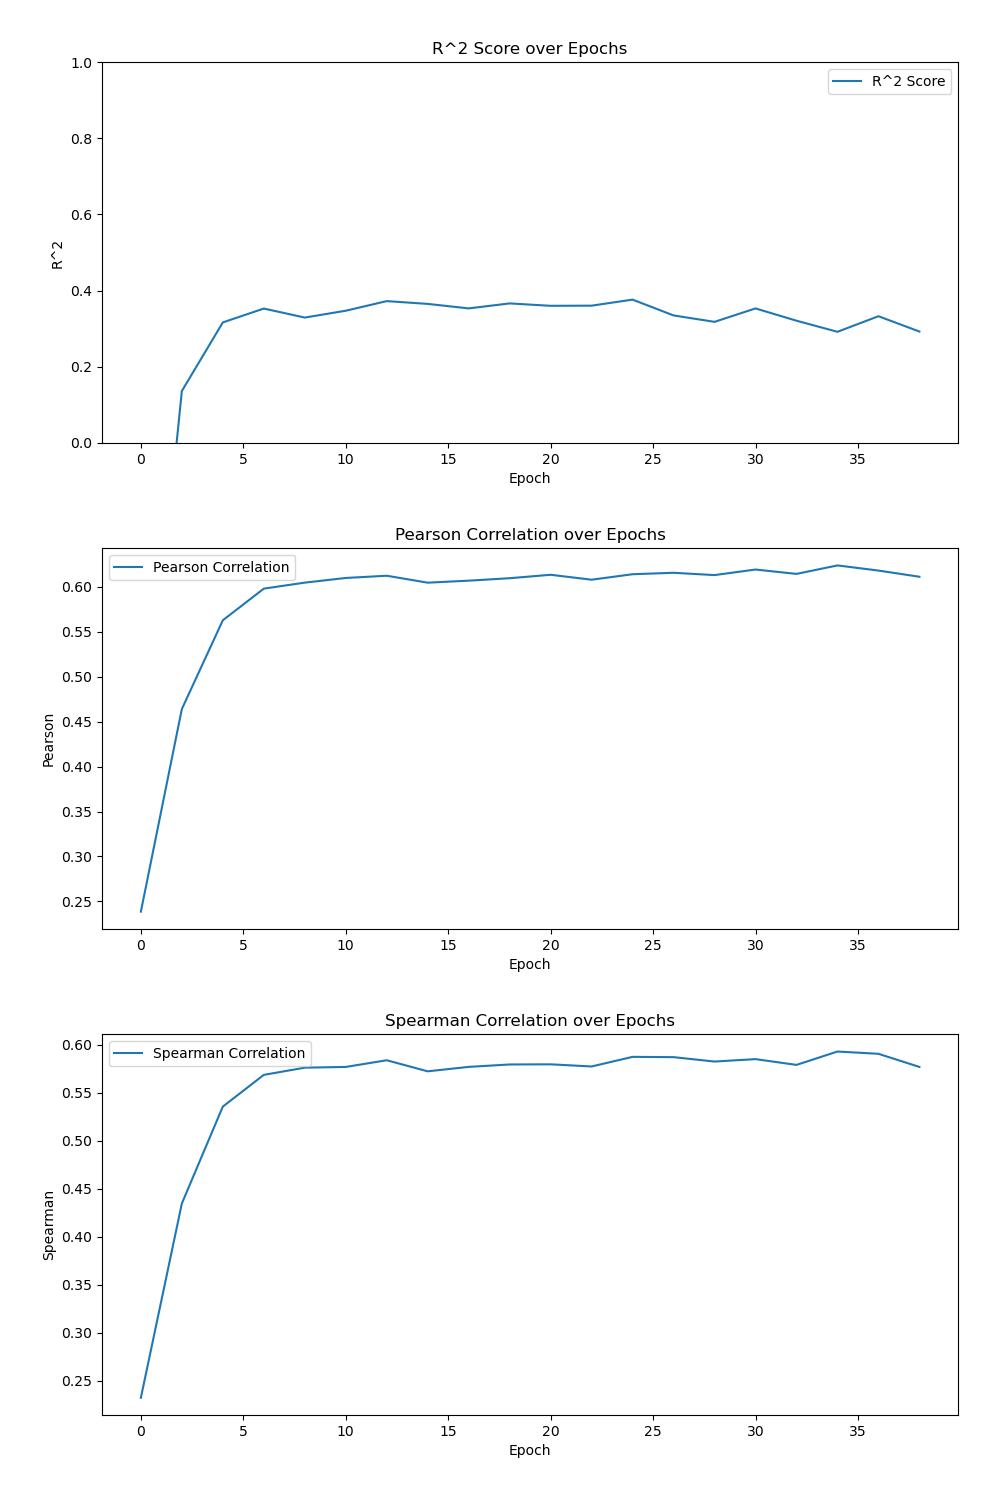 R^2 Score over Epochs
R^2 Score
1.0
0.8
0.6
0.4
0.2
0.0
R^2
0 5 10 15 20 25 30 35
Epoch
Pearson Correlation over Epochs
Pearson Correlation
0.60
0.55
0.50
0.45
0.40
0.35
0.30
0.25
Pearson
0 5 10 15 20 25 30 35
Epoch
Spearman Correlation over Epochs
Spearman Correlation
0.60
0.55
0.50
0.45
0.40
0.35
0.30
0.25
Spearman
0 5 10 15 20 25 30 35
Epoch